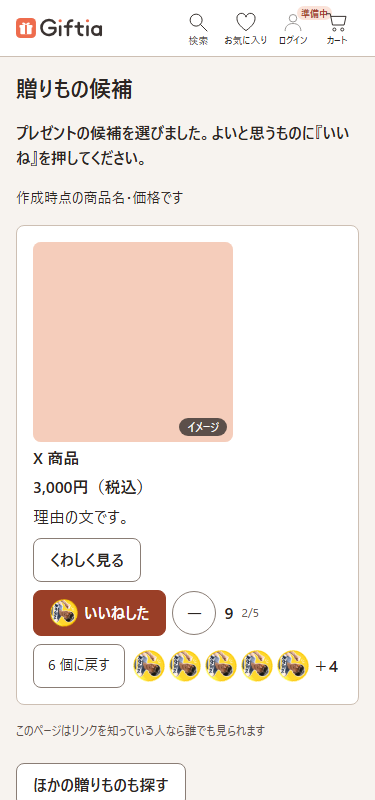 Giftia
検索
お気に入り
ログイン
準備中
カート
贈りもの候補
プレゼントの候補を選びました。よいと思うものに『いい
ね』を押してください。
作成時点の商品名・価格です
イメージ
X 商品
3,000円（税込）
理由の文です。
くわしく見る
いいねした
— 9 2/5
6 個に戻す
＋4
このページはリンクを知っている人なら誰でも見られます
ほかの贈りものも探す